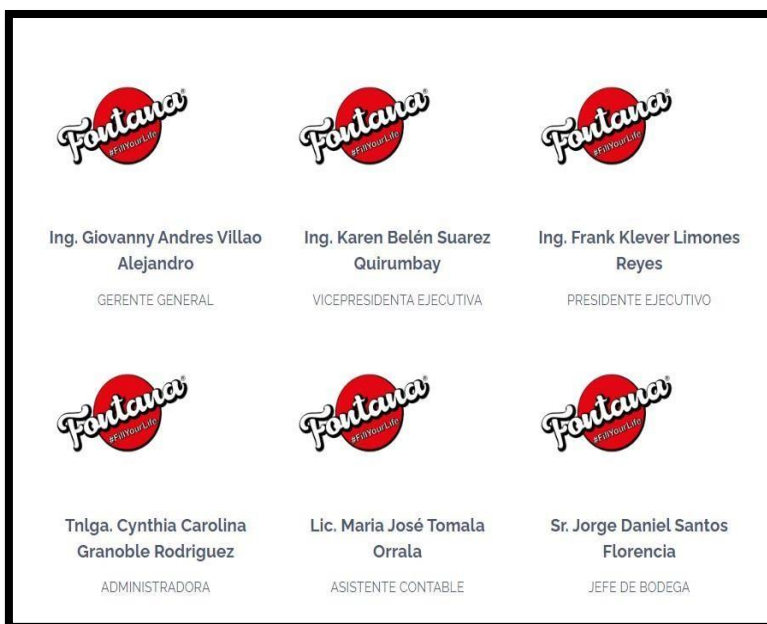 Fontana®
#FillYourLife
Fontana®
#FillYourLife
Fontana®
#FillYourLife
Ing. Giovanny Andres Villao
Alejandro
GERENTE GENERAL
Ing. Karen Belén Suarez
Quirumbay
VICEPRESIDENTA EJECUTIVA
Ing. Frank Klever Limones
Reyes
PRESIDENTE EJECUTIVO
Fontana®
#FillYourLife
Fontana®
#FillYourLife
Fontana®
#FillYourLife
Tnlga. Cynthia Carolina
Granoble Rodriguez
ADMINISTRADORA
Lic. Maria José Tomala
Orrala
ASISTENTE CONTABLE
Sr. Jorge Daniel Santos
Florencia
JEFE DE BODEGA